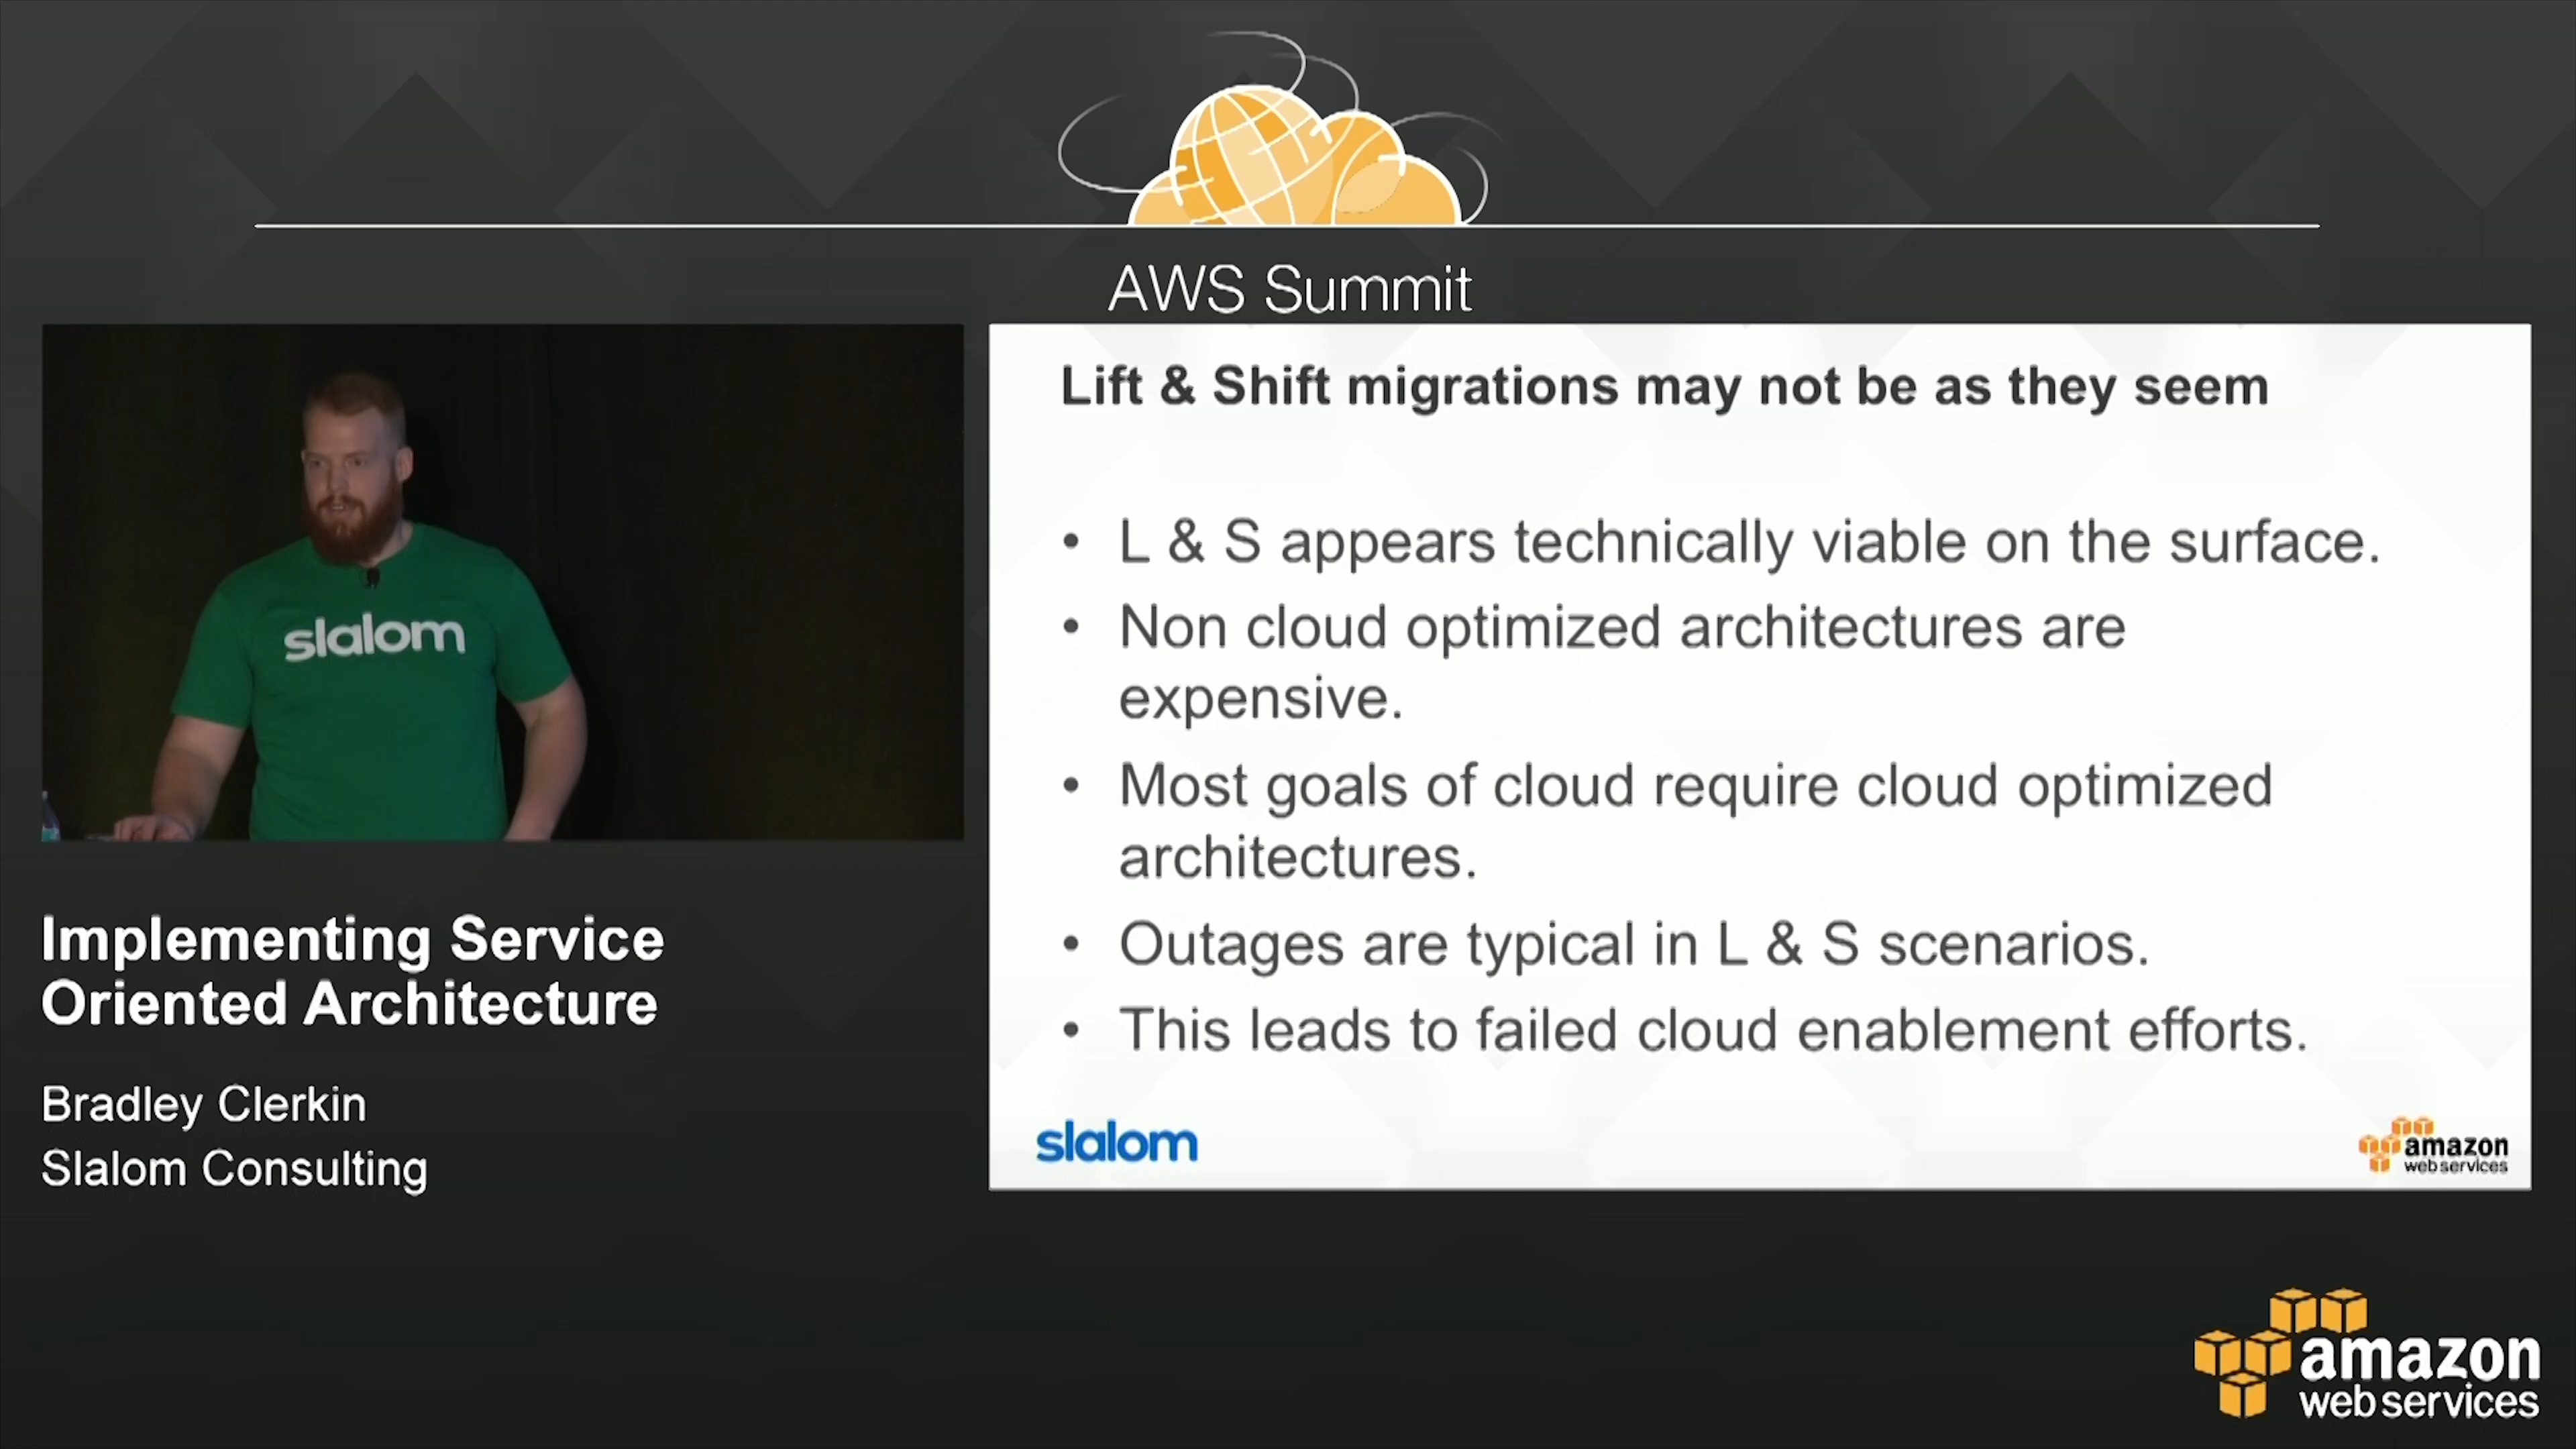 AWS Summit
slalom
Implementing Service
Oriented Architecture
Bradley Clerkin
Slalom Consulting
Lift & Shift migrations may not be as they seem
• L & S appears technically viable on the surface.
• Non cloud optimized architectures are
expensive.
• Most goals of cloud require cloud optimized
architectures.
• Outages are typical in L & S scenarios.
• This leads to failed cloud enablement efforts.
slalom
amazon
web services
amazon
web services